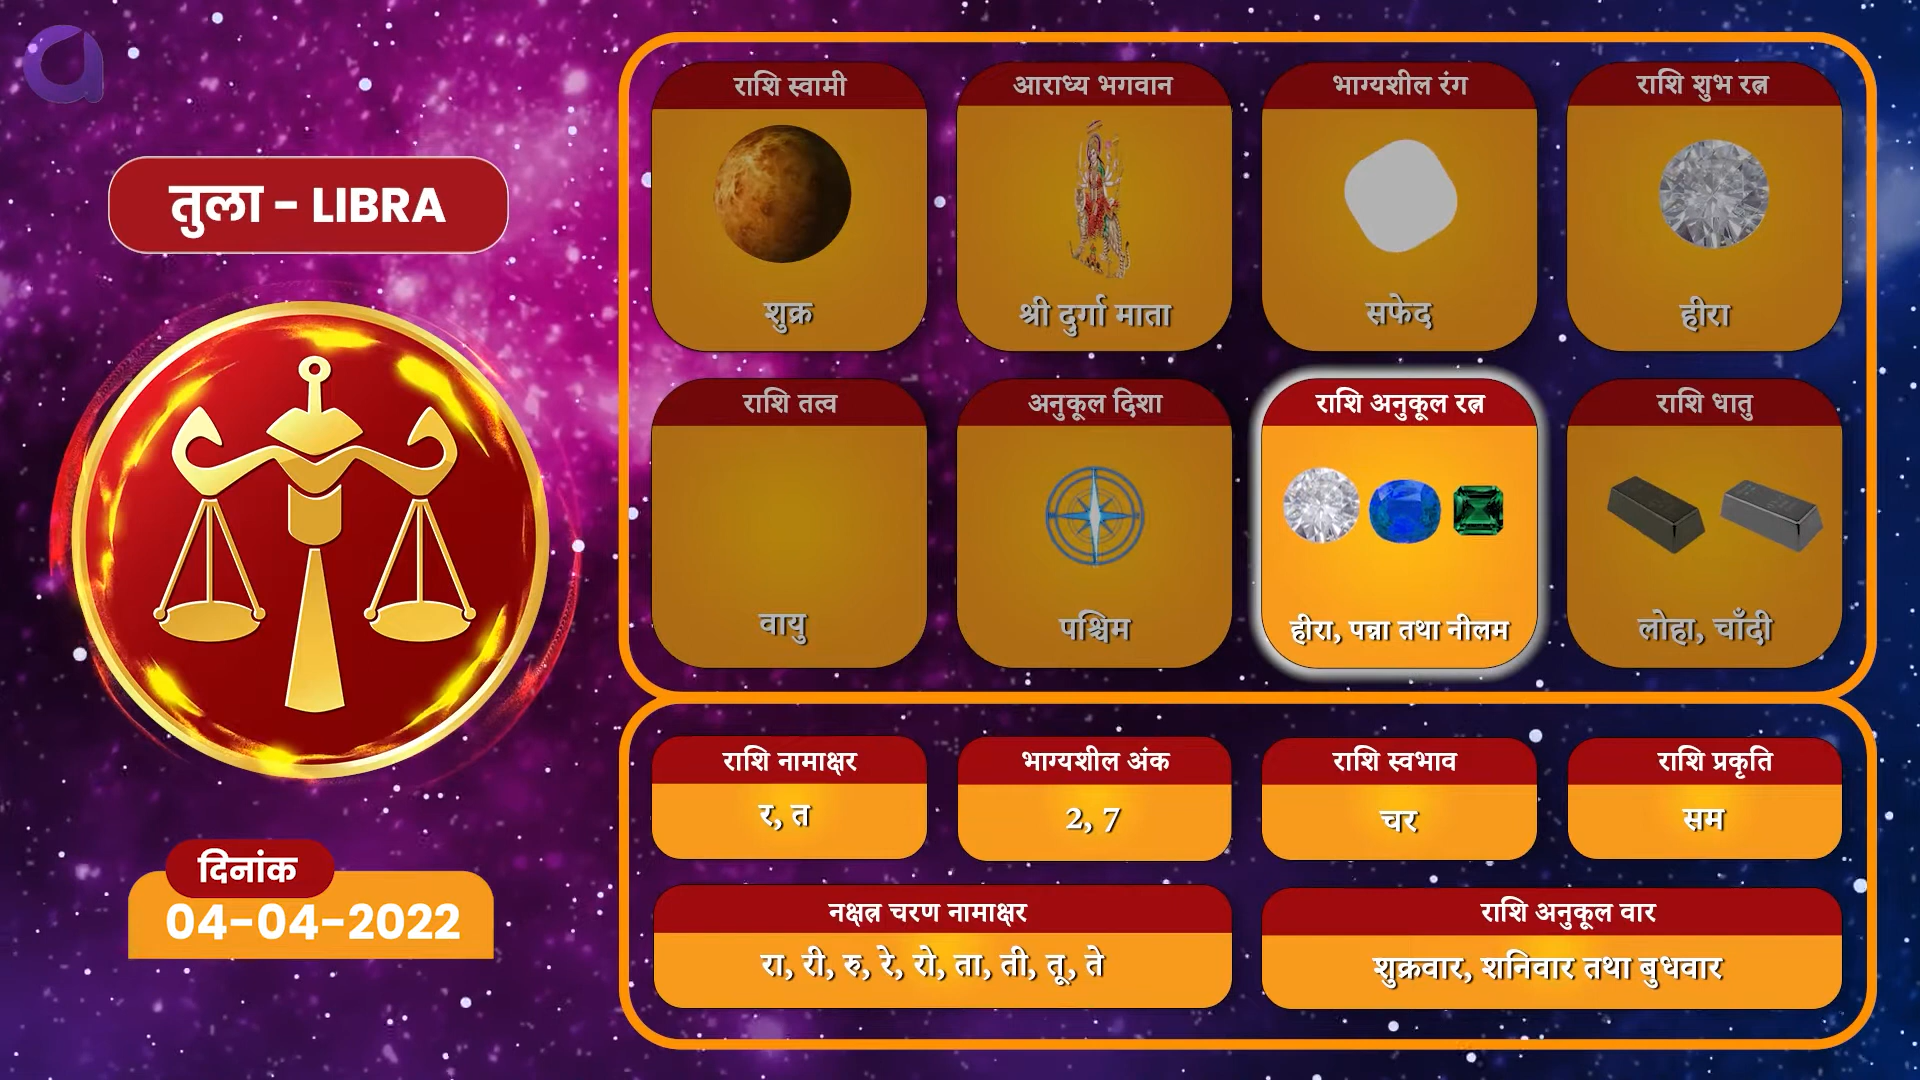 तुला - LIBRA
दिनांक
04-04-2022
राशि स्वामी
शुक्र
आराध्य भगवान
श्री दुर्गा माता
भाग्यशील रंग
सफेद
राशि शुभ रत्न
हीरा
राशि तत्व
वायु
अनुकूल दिशा
पश्चिम
राशि अनुकूल रत्न
हीरा, पन्ना तथा नीलम
राशि धातु
लोहा, चाँदी
राशि नामाक्षर
र, त
भाग्यशील अंक
2, 7
राशि स्वभाव
चर
राशि प्रकृति
सम
नक्षत्र चरण नामाक्षर
रा, री, रु, रे, रो, ता, ती, तू, ते
राशि अनुकूल वार
शुक्रवार, शनिवार तथा बुधवार